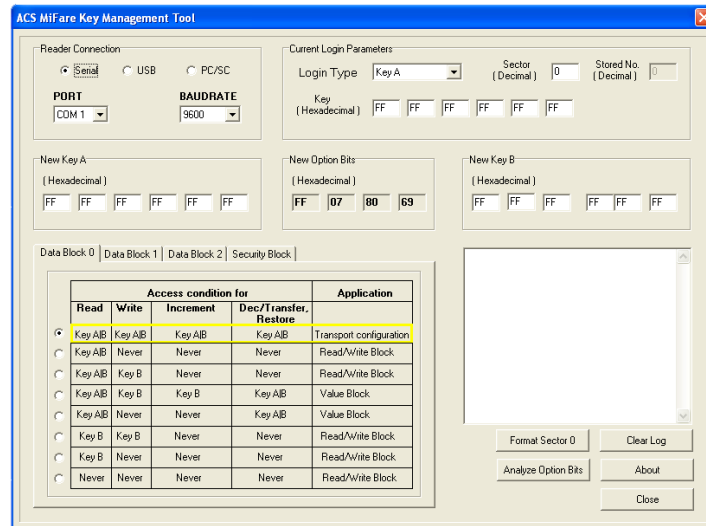 ACS MiFare Key Management Tool
Reader Connection
Serial USB PC/SC
PORT BAUDRATE
COM 1 9600
Current Login Parameters
Login Type Key A Sector (Decimal) 0 Stored No. (Decimal) 0
Key (Hexadecimal) FF FF FF FF FF FF
New Key A
(Hexadecimal)
FF FF FF FF FF FF
New Option Bits
(Hexadecimal)
FF 07 80 69
New Key B
(Hexadecimal)
FF FF FF FF FF FF
Data Block 0 Data Block 1 Data Block 2 Security Block
Access condition for Application
Read Write Increment Dec/Transfer, Restore
Key A|B Key A|B Key A|B Key A|B Transport configuration
Key A|B Never Never Never Read/Write Block
Key A|B Key B Never Never Read/Write Block
Key A|B Key B Key B Key A|B Value Block
Key A|B Never Never Key A|B Value Block
Key B Key B Never Never Read/Write Block
Key B Never Never Never Read/Write Block
Never Never Never Never Read/Write Block
Format Sector 0 Clear Log
Analyze Option Bits About
Close